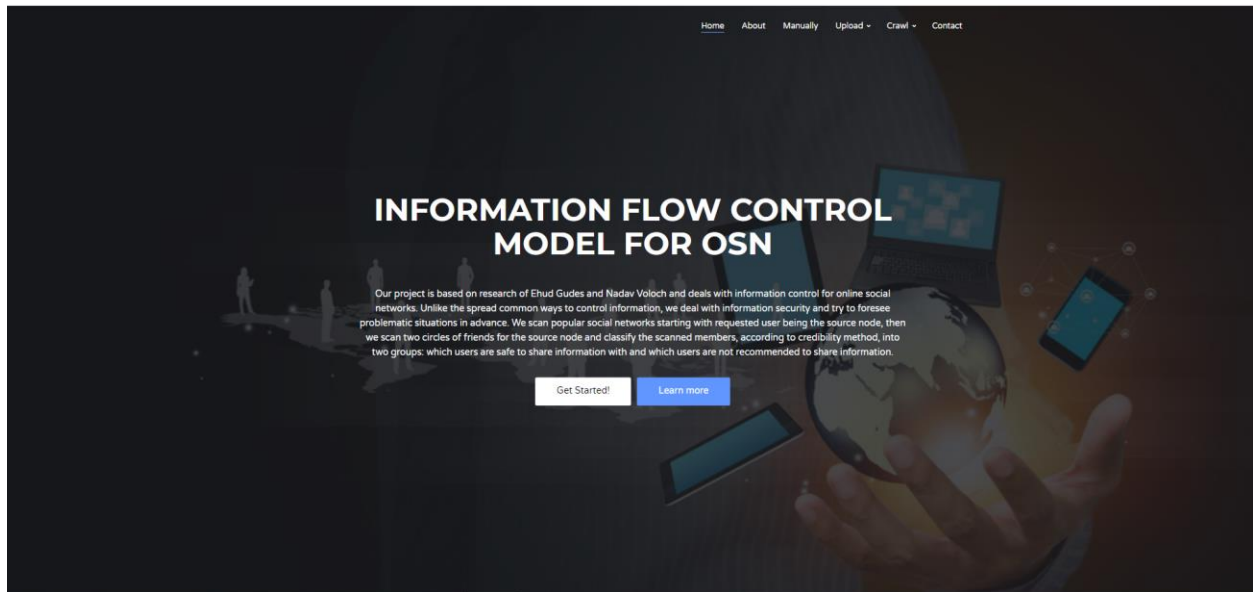 Home About Manually Upload Crawl Contact
INFORMATION FLOW CONTROL
MODEL FOR OSN
Our project is based on research of Ehud Gudes and Nadav Voloch and deals with information control for online social
networks. Unlike the spread common ways to control information, we deal with information security and try to foresee
problematic situations in advance. We scan popular social networks starting with requested user being the source node, then
we scan two circles of friends for the source node and classify the scanned members, according to credibility method, into
two groups: which users are safe to share information with and which users are not recommended to share information.
Get Started! Learn more